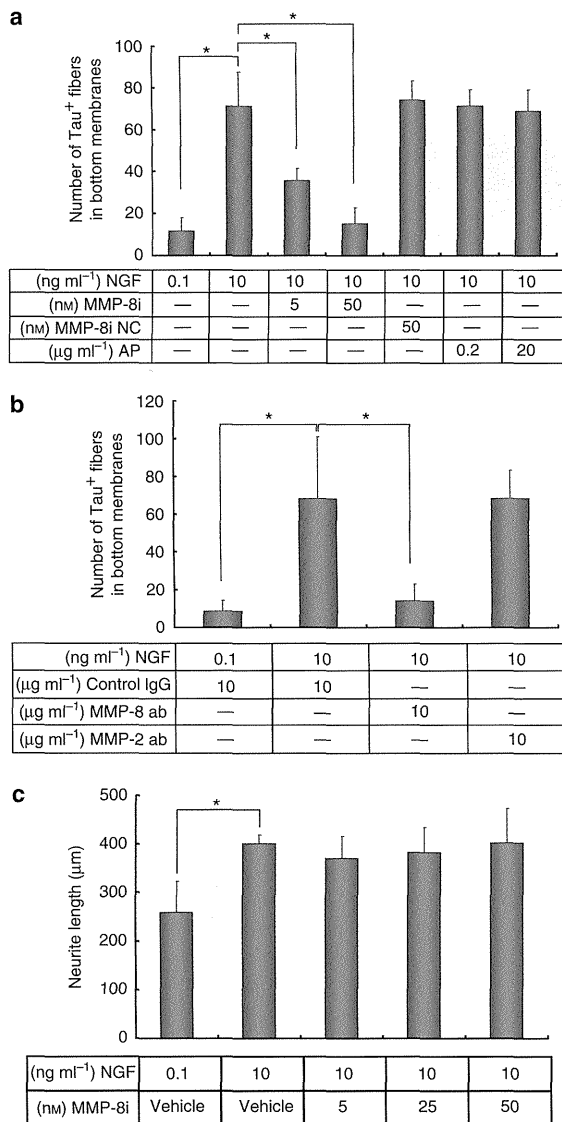 a
*
*
*
Number of Tau⁺ fibers
in bottom membranes
100
80
60
40
20
0
(ng ml⁻¹) NGF 0.1 10 10 10 10 10 10
(nM) MMP-8i — — 5 50 — — —
(nM) MMP-8i NC — — — — 50 — —
(μg ml⁻¹) AP — — — — — 0.2 20
b
* *
Number of Tau⁺ fibers
in bottom membranes
120
100
80
60
40
20
0
(ng ml⁻¹) NGF 0.1 10 10 10
(μg ml⁻¹) Control IgG 10 10 — —
(μg ml⁻¹) MMP-8 ab — — 10 —
(μg ml⁻¹) MMP-2 ab — — — 10
c
*
Neurite length (μm)
500
400
300
200
100
0
(ng ml⁻¹) NGF 0.1 10 10 10 10
(nM) MMP-8i Vehicle Vehicle 5 25 50